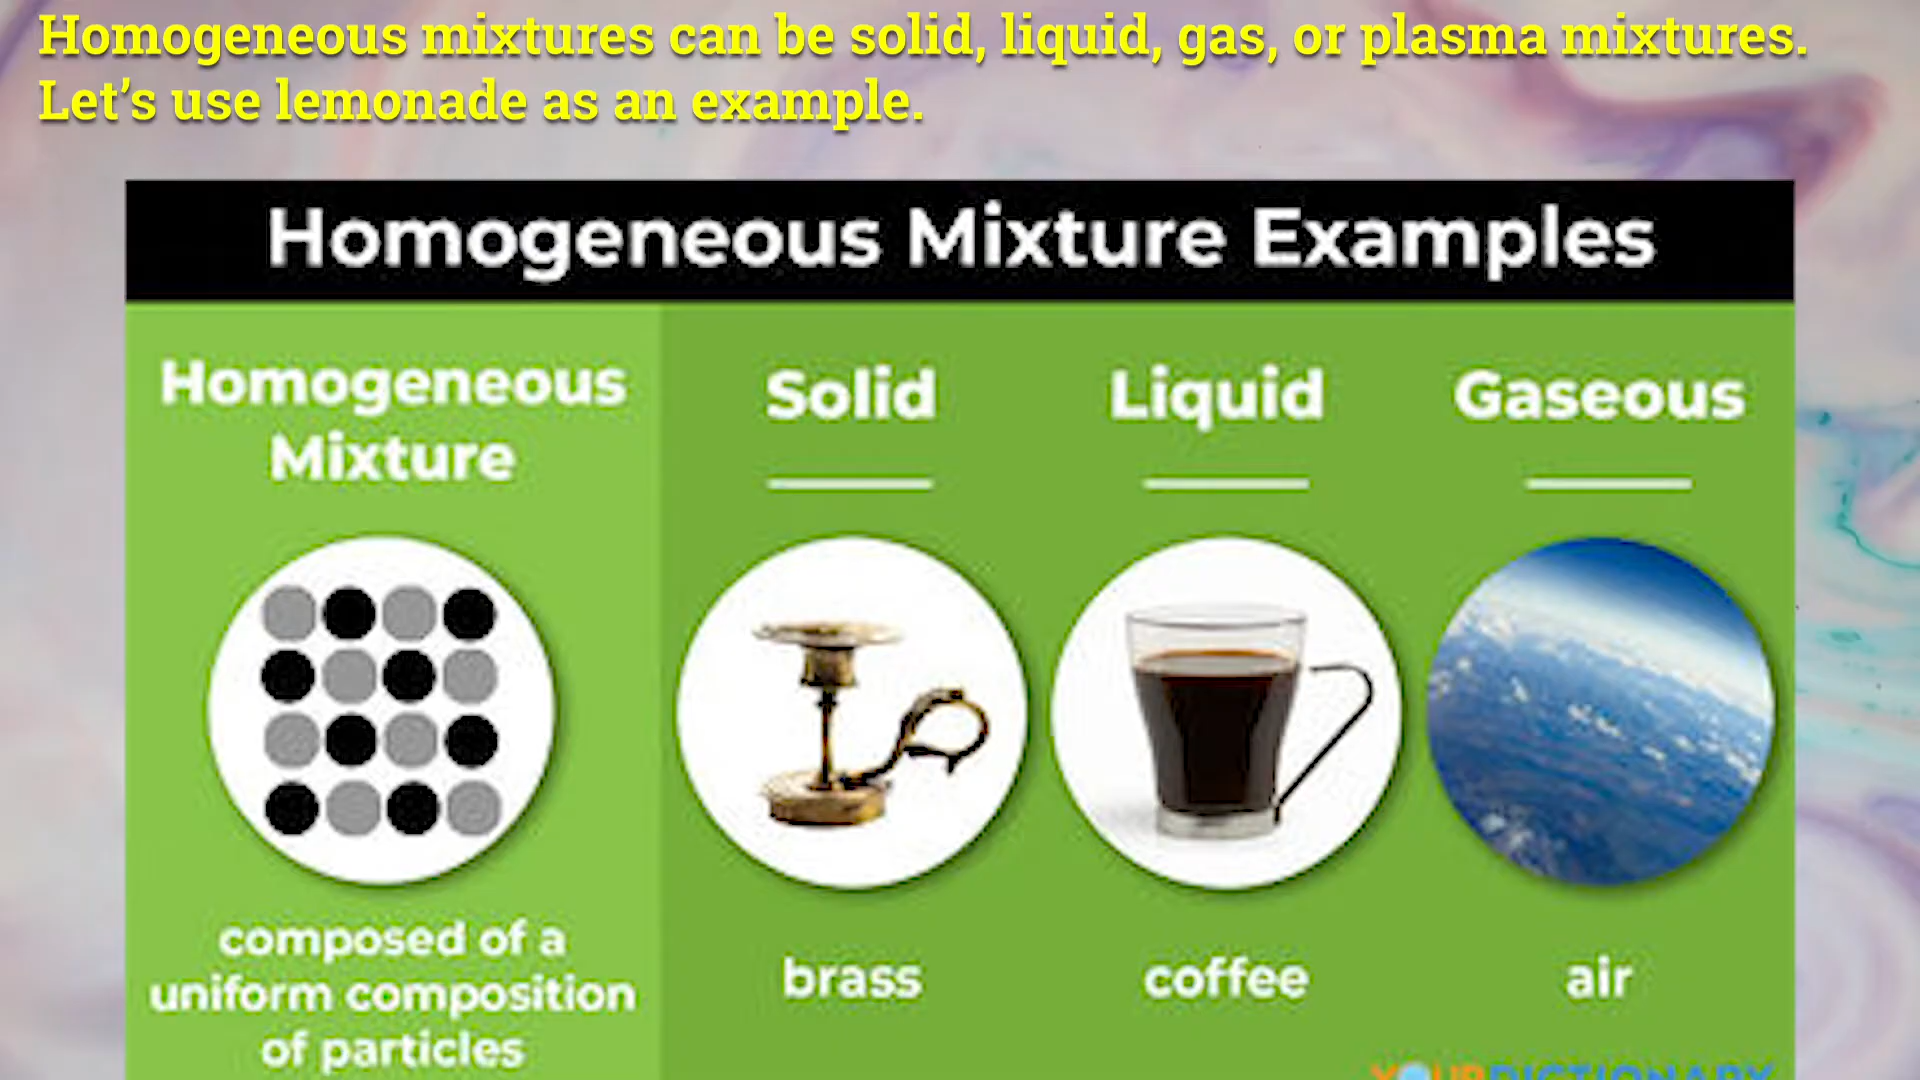 Homogeneous mixtures can be solid, liquid, gas, or plasma mixtures.
Let’s use lemonade as an example.
Homogeneous Mixture Examples
Homogeneous
Mixture
composed of a
uniform composition
of particles
Solid
brass
Liquid
coffee
Gaseous
air
YOURDICTIONARY